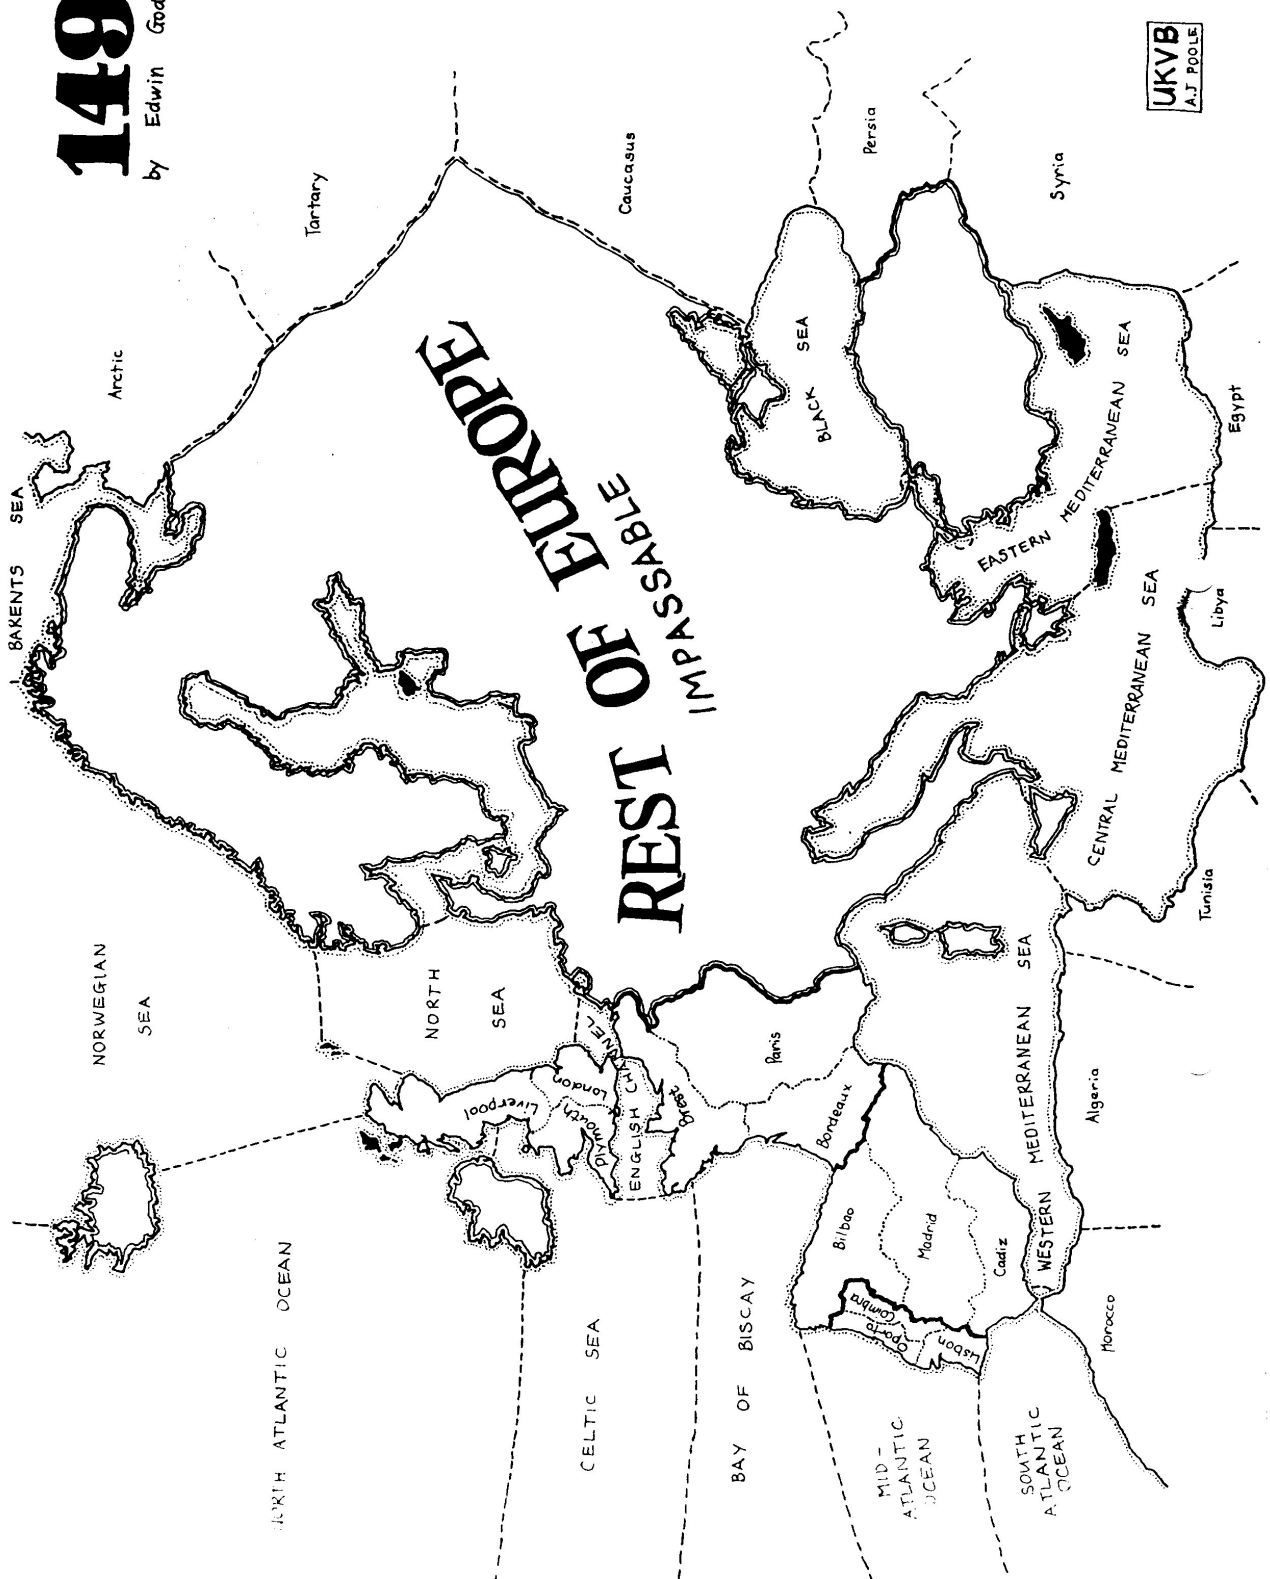 149
by Edwin God
BARENTS SEA
Arctic
Tartary
NORWEGIAN
SEA
Caucasus
NORTH ATLANTIC OCEAN
NORTH
SEA
REST OF EUROPE
IMPASSABLE
Liverpool
London
Plymouth
ENGLISH CHANNEL
CELTIC SEA
Brest
Paris
Bordeaux
BAY OF BISCAY
BLACK SEA
Persia
Syria
Bilbao
Madrid
Cadiz
Coimbra
Oporto
Lisbon
MID-
ATLANTIC
OCEAN
SOUTH
ATLANTIC
OCEAN
WESTERN MEDITERRANEAN SEA
CENTRAL MEDITERRANEAN SEA
EASTERN MEDITERRANEAN SEA
Morocco
Algeria
Tunisia
Libya
Egypt
UKVB
A.J POOLE